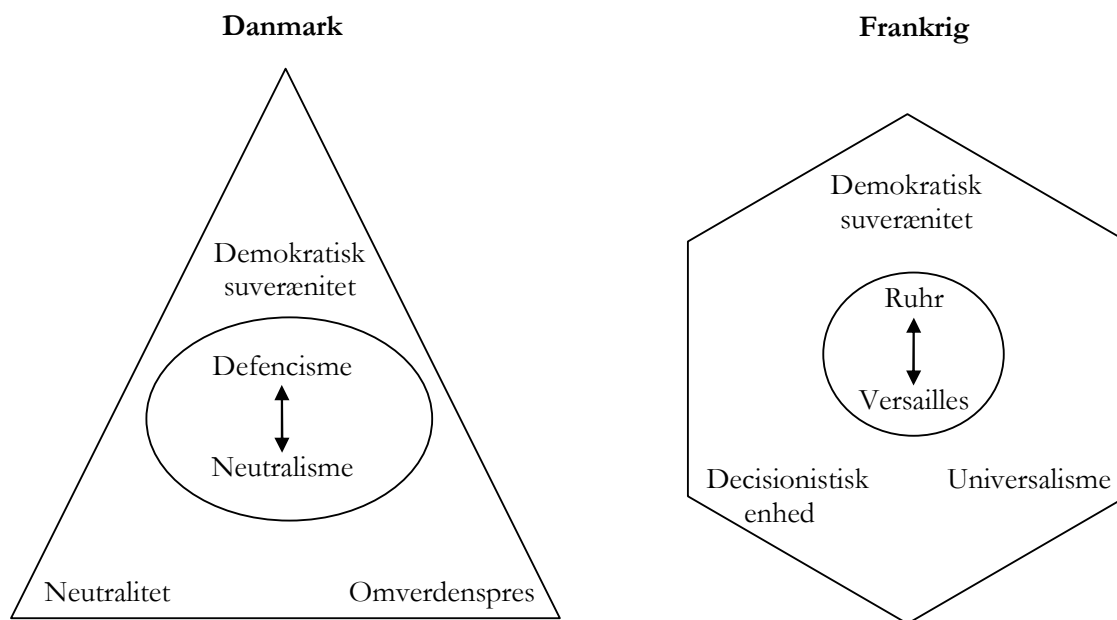 Danmark
Demokratisk
suverænitet
Defencisme
Neutralisme
Neutralitet
Omverdenspres
Frankrig
Demokratisk
suverænitet
Ruhr
Versailles
Decisionistisk
enhed
Universalisme